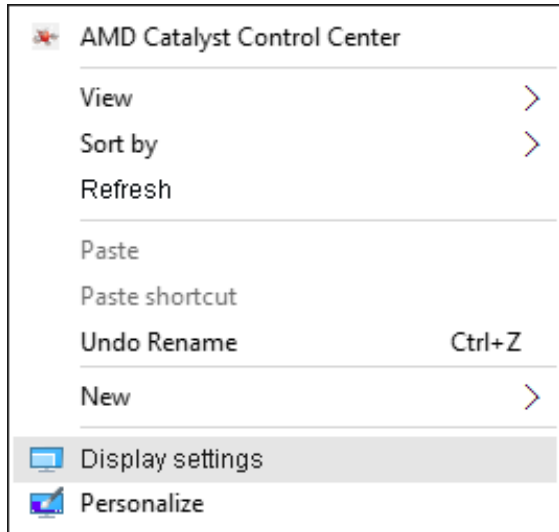 AMD Catalyst Control Center
View
Sort by
Refresh
Paste
Paste shortcut
Undo Rename Ctrl+Z
New
Display settings
Personalize